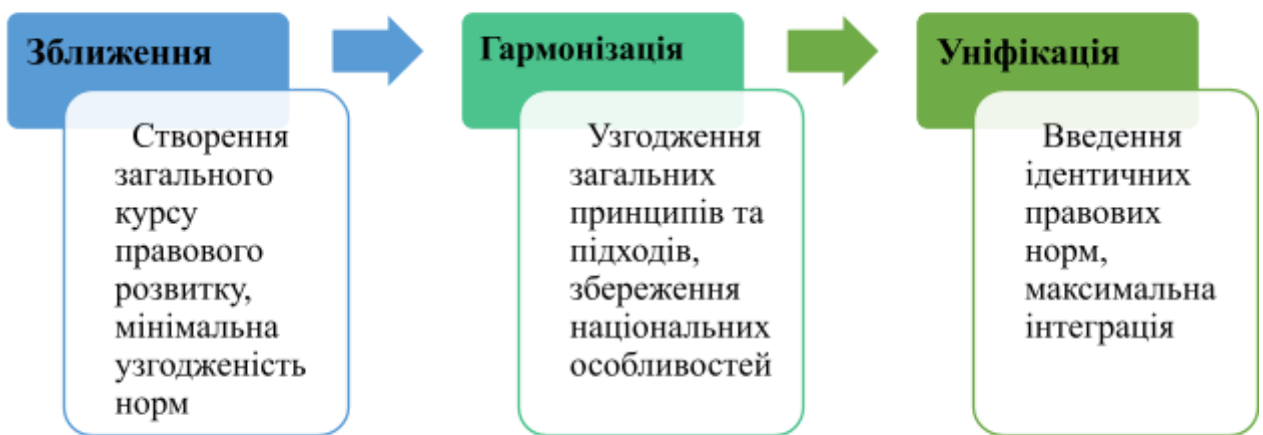 Зближення
Створення
загального
курсу
правового
розвитку,
мінімальна
узгодженість
норм
Гармонізація
Узгодження
загальних
принципів та
підходів,
збереження
національних
особливостей
Уніфікація
Введення
ідентичних
правових
норм,
максимальна
інтеграція